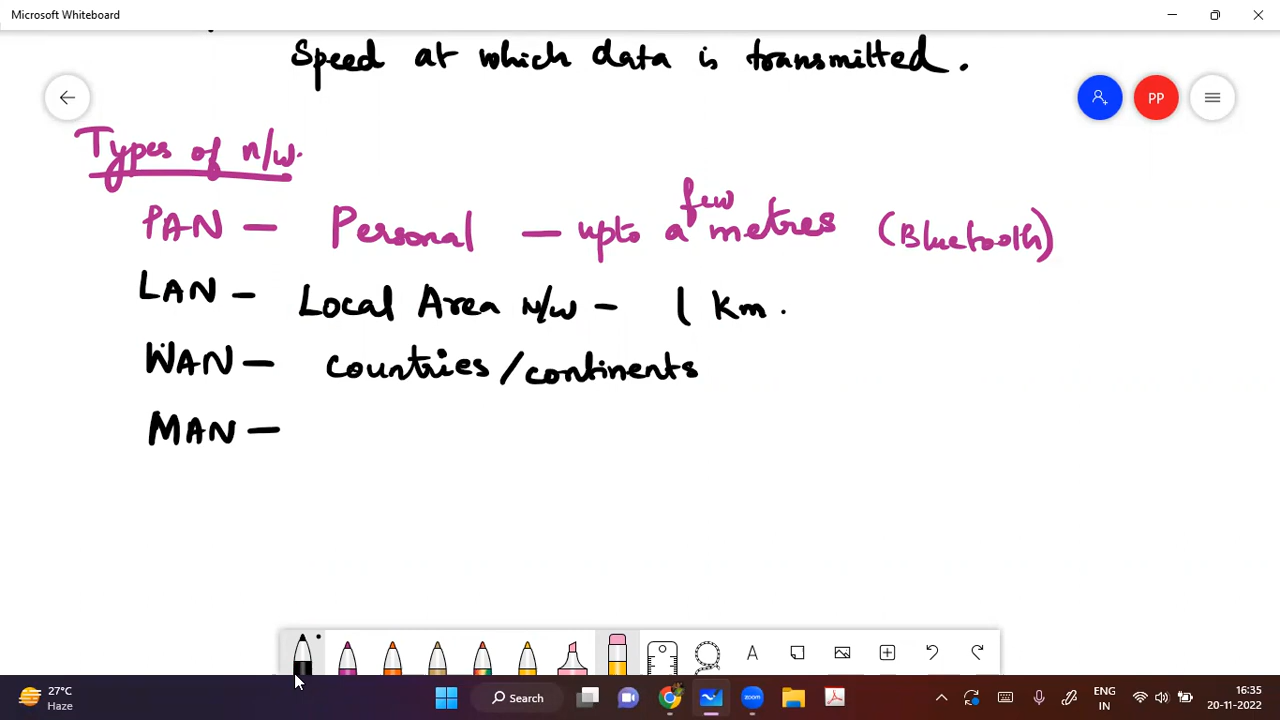 Microsoft Whiteboard
Speed at which data is transmitted.
PP
Types of n/w.
PAN — Personal — upto a few metres (Bluetooth)
LAN — Local Area N/W — 1 km.
WAN — countries/continents
MAN —
A
27°C
Haze
Search
zoom
ENG
IN
16:35
20-11-2022